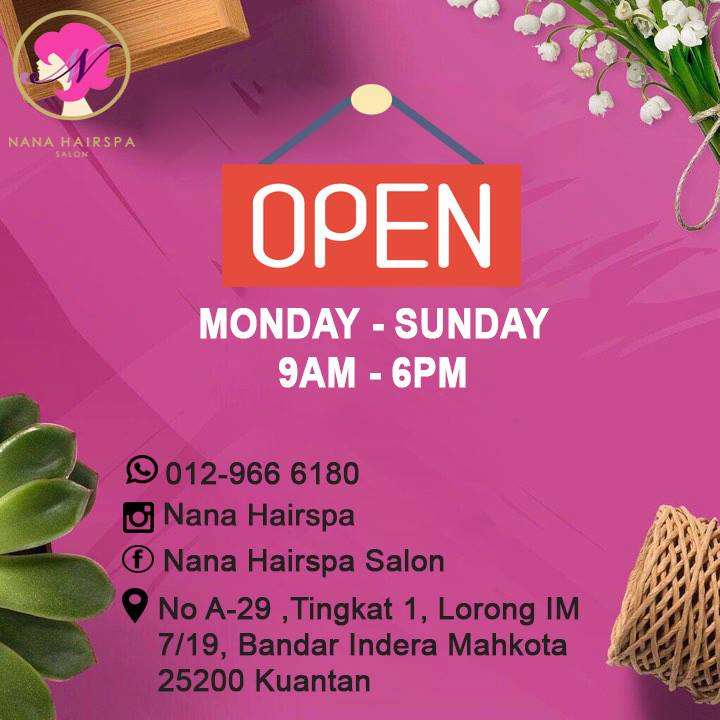 N
NANA HAIRSPA
SALON
OPEN
MONDAY - SUNDAY
9AM - 6PM
012-966 6180
Nana Hairspa
Nana Hairspa Salon
No A-29 ,Tingkat 1, Lorong IM
7/19, Bandar Indera Mahkota
25200 Kuantan